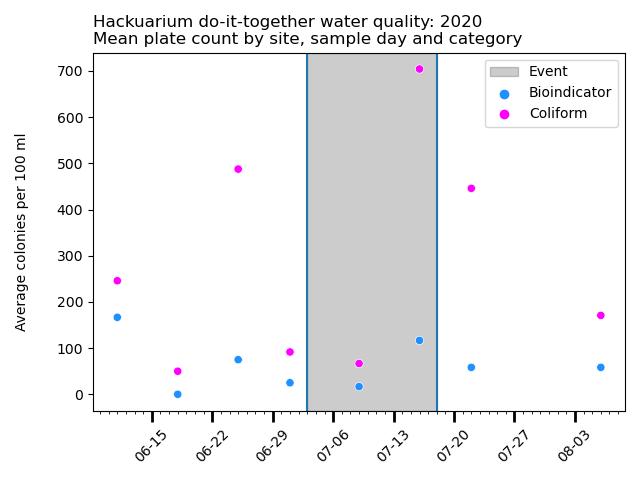 Hackuarium do-it-together water quality: 2020
Mean plate count by site, sample day and category
Event
Bioindicator
Coliform
Average colonies per 100 ml
700
600
500
400
300
200
100
0
06-15
06-22
06-29
07-06
07-13
07-20
07-27
08-03